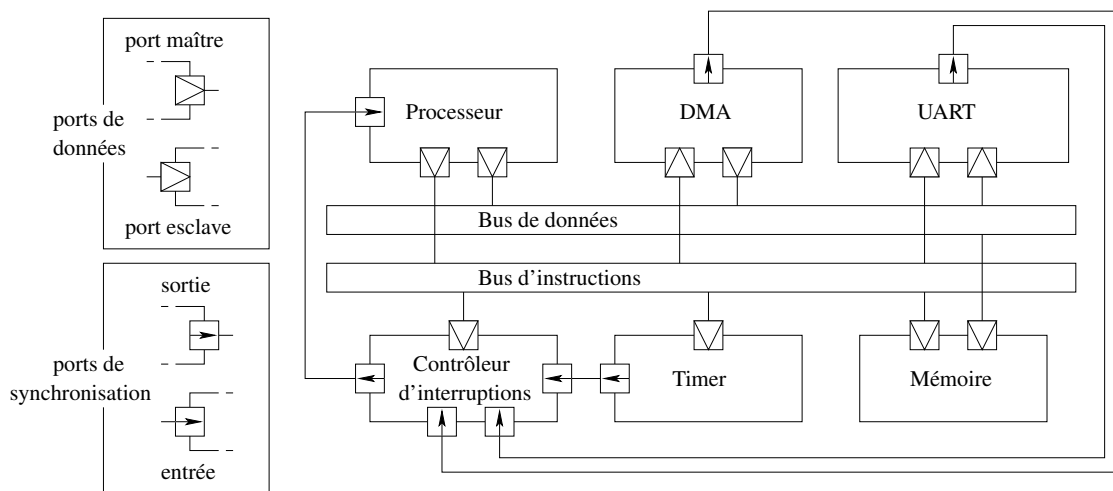 port maître
ports de
données
port esclave
sortie
ports de
synchronisation
entrée
Processeur
DMA
UART
Bus de données
Bus d'instructions
Contrôleur
d'interruptions
Timer
Mémoire